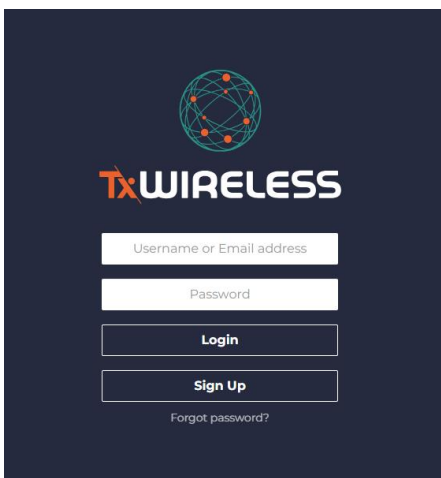 TxWIRELESS
Username or Email address
Password
Login
Sign Up
Forgot password?